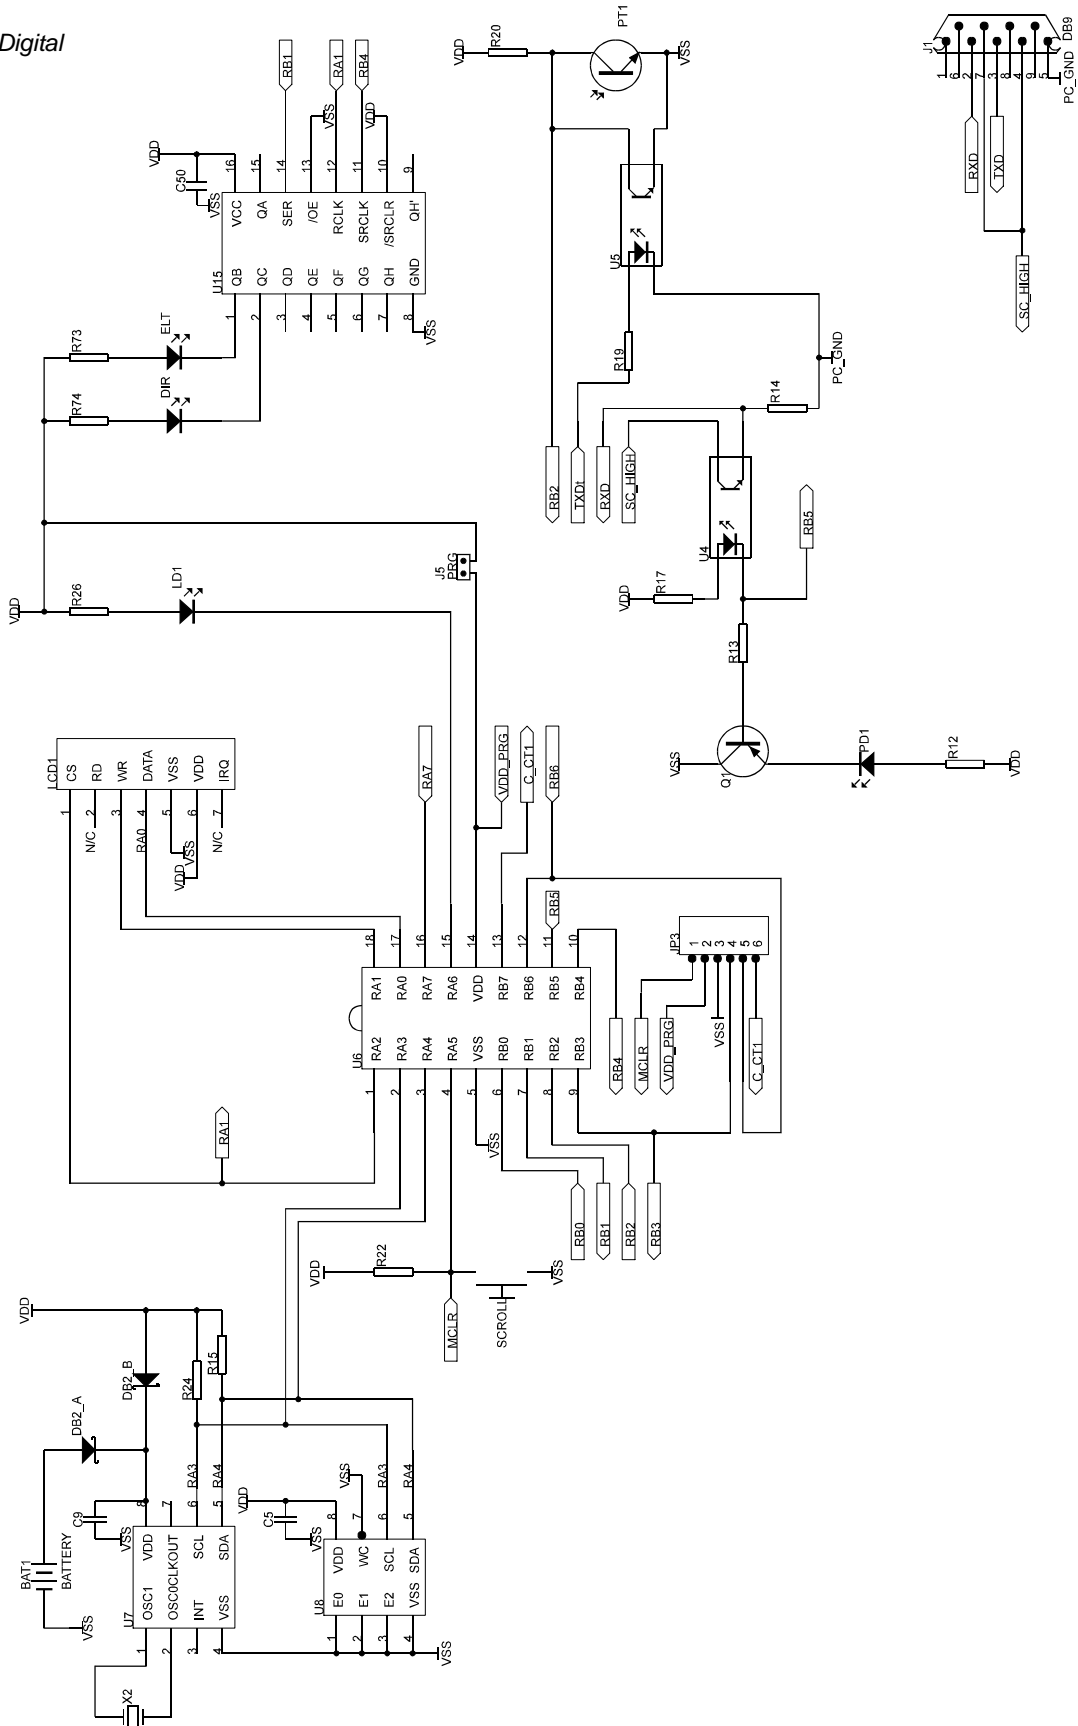 Digital
VDD
R20
PT1
VSS
J1
DB9
1
6
2
7
3
8
4
9
5
PC_GND
RXD
TXD
SC_HIGH
RB1
RA1
RB4
VSS
VDD
VDD
C50
VSS
16
15
14
13
12
11
10
9
VCC
QA
SER
/OE
RCLK
SRCLK
/SRCLR
QH'
U15
QB
QC
QD
QE
QF
QG
QH
GND
1
2
3
4
5
6
7
8
VSS
R73
ELT
R74
DIR
U5
R19
PC_GND
R14
RB2
TXDt
RXD
SC_HIGH
U4
RB5
VDD
R17
R13
VSS
Q1
PD1
R12
VDD
VDD
R26
LD1
J5
PRG
LCD1
CS
RD
WR
DATA
VSS
VDD
IRQ
1
2
3
4
5
6
7
N/C
RA0
VSS
VDD
N/C
RA7
VDD_PRG
C_CT1
RB6
RB5
18
17
16
15
14
13
12
11
10
RA1
RA0
RA7
RA6
VDD
RB7
RB6
RB5
RB4
U6
RA2
RA3
RA4
RA5
VSS
RB0
RB1
RB2
RB3
1
2
3
4
5
6
7
8
9
VSS
JP3
1
2
3
4
5
6
RB4
MCLR
VDD_PRG
VSS
C_CT1
RA1
RB0
RB1
RB2
RB3
VDD
R22
MCLR
SCROLL
VSS
VDD
DB2_B
DB2_A
R24
R15
BAT1
BATTERY
VSS
C9
VSS
8
7
6
5
RA3
RA4
U7
OSC1
VDD
OSC0
CLKOUT
INT
SCL
VSS
SDA
1
2
3
4
X2
VDD
C5
VSS
VSS
8
7
6
5
RA3
RA4
U8
E0
VDD
E1
WC
E2
SCL
VSS
SDA
1
2
3
4
VSS